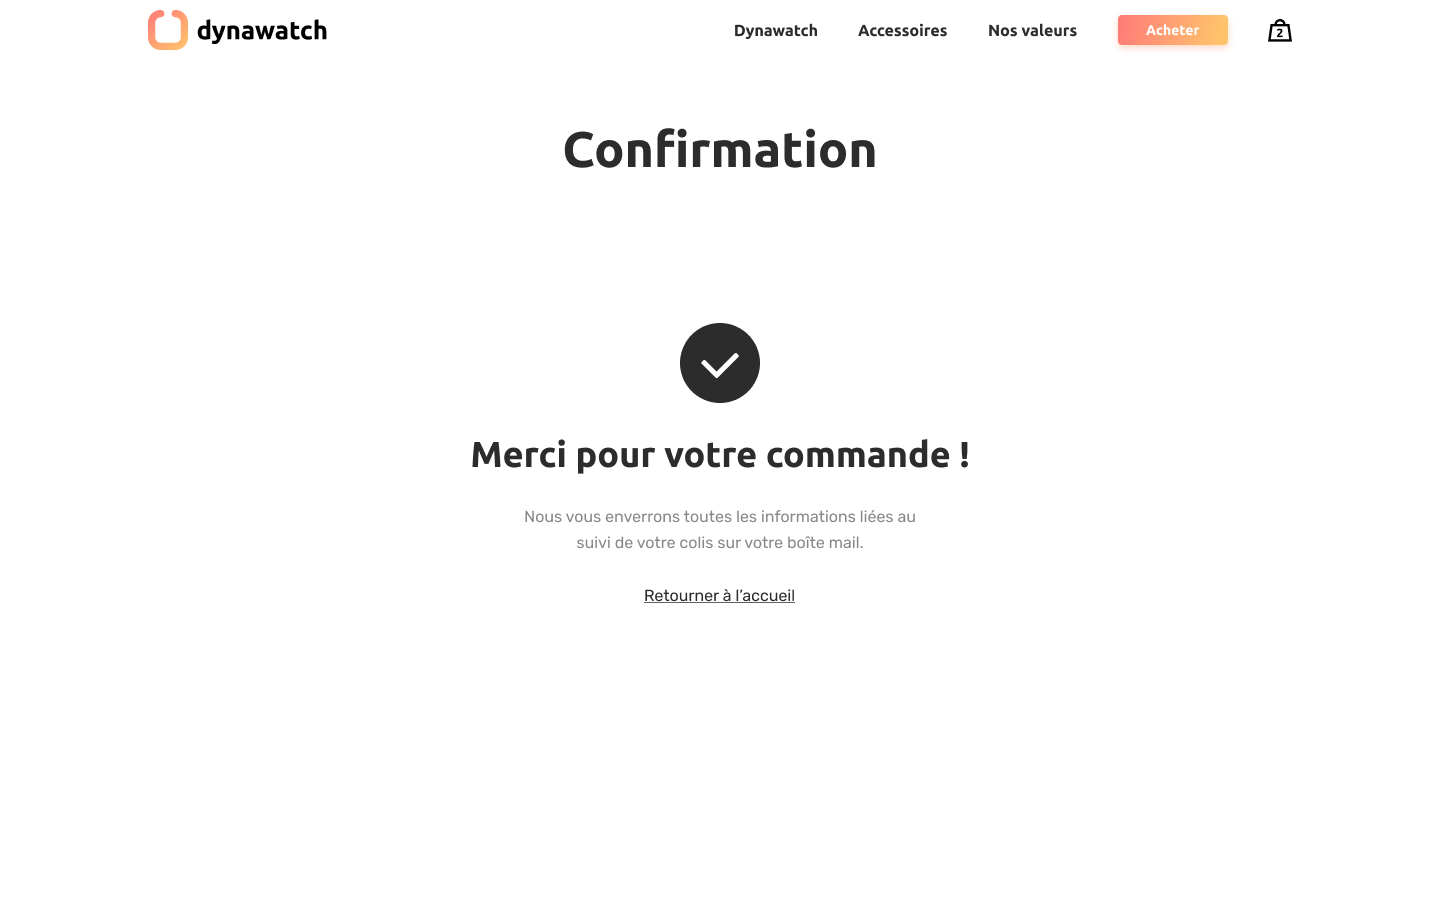 dynawatch
Dynawatch
Accessoires
Nos valeurs
Acheter
2
Confirmation
Merci pour votre commande !
Nous vous enverrons toutes les informations liées au
suivi de votre colis sur votre boîte mail.
Retourner à l’accueil